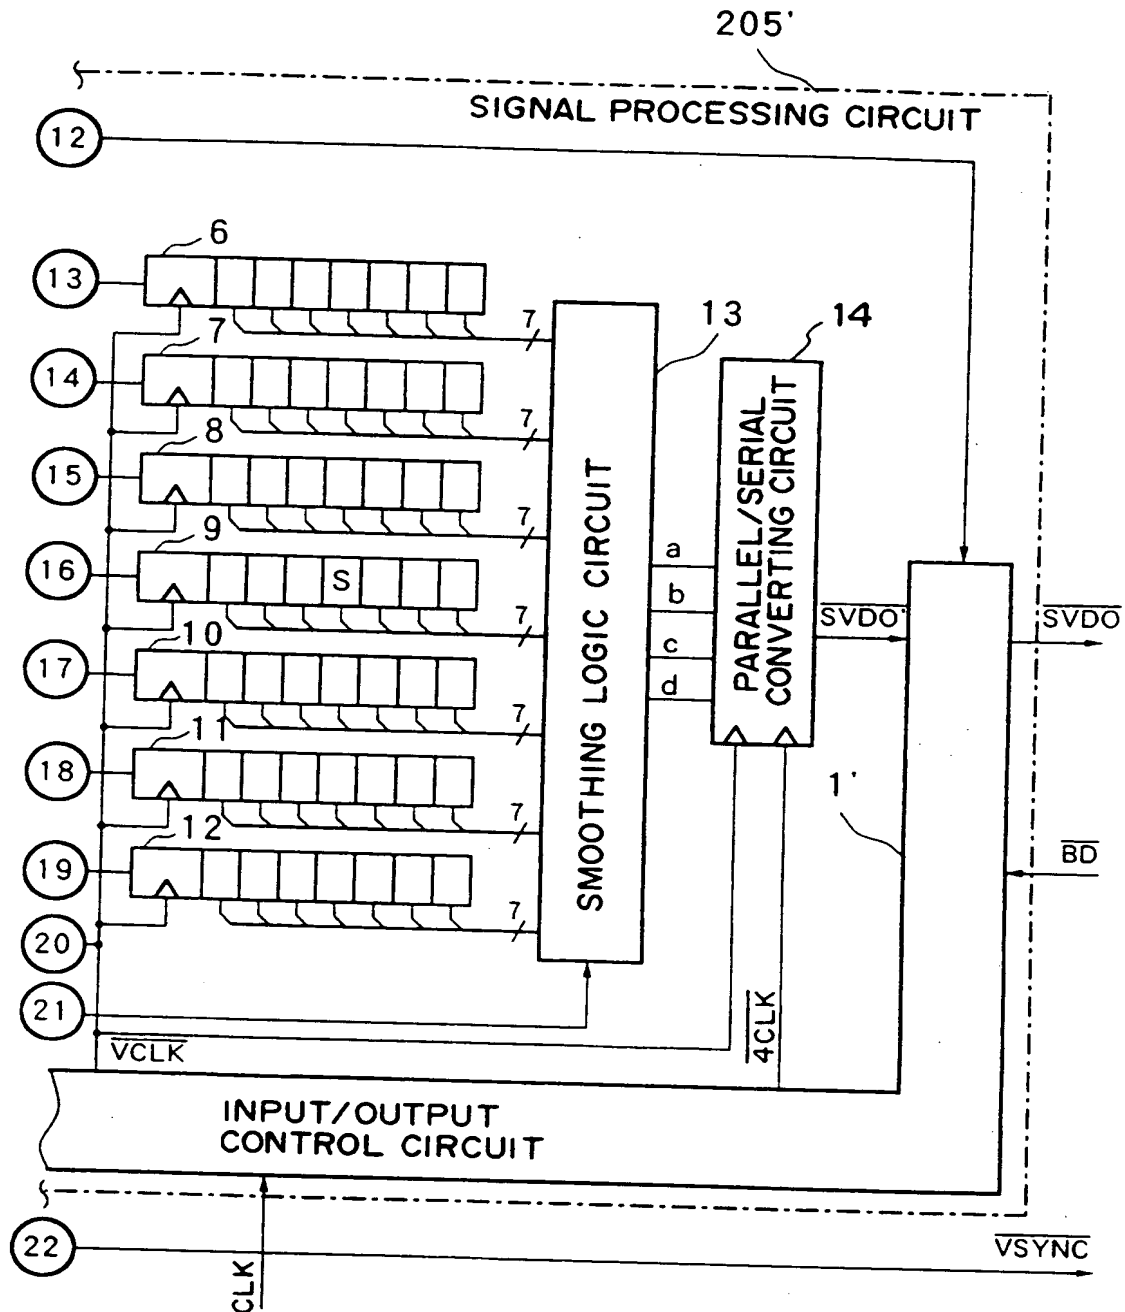 205'
SIGNAL PROCESSING CIRCUIT
12
6
13
7
13
14
7
14
7
8
15
7
9
16
S
7
10
17
7
11
18
7
12
19
7
20
21
SMOOTHING LOGIC CIRCUIT
a
b
c
d
PARALLEL/SERIAL
CONVERTING CIRCUIT
SVDO'
SVDO
1'
BD
VCLK
4CLK
INPUT/OUTPUT
CONTROL CIRCUIT
22
CLK
VSYNC